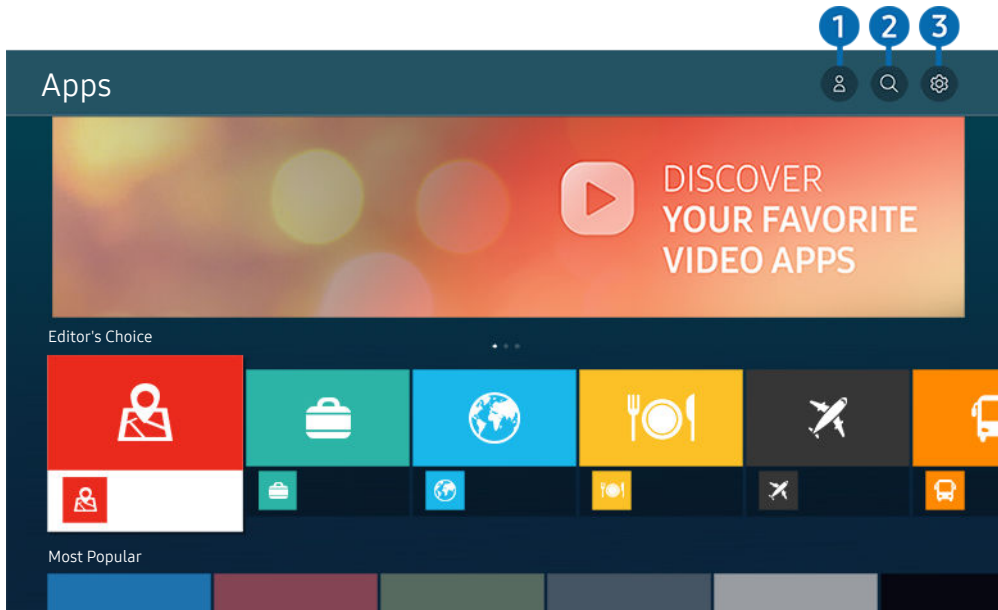 1 2 3
Apps
DISCOVER
YOUR FAVORITE
VIDEO APPS
Editor's Choice
Most Popular